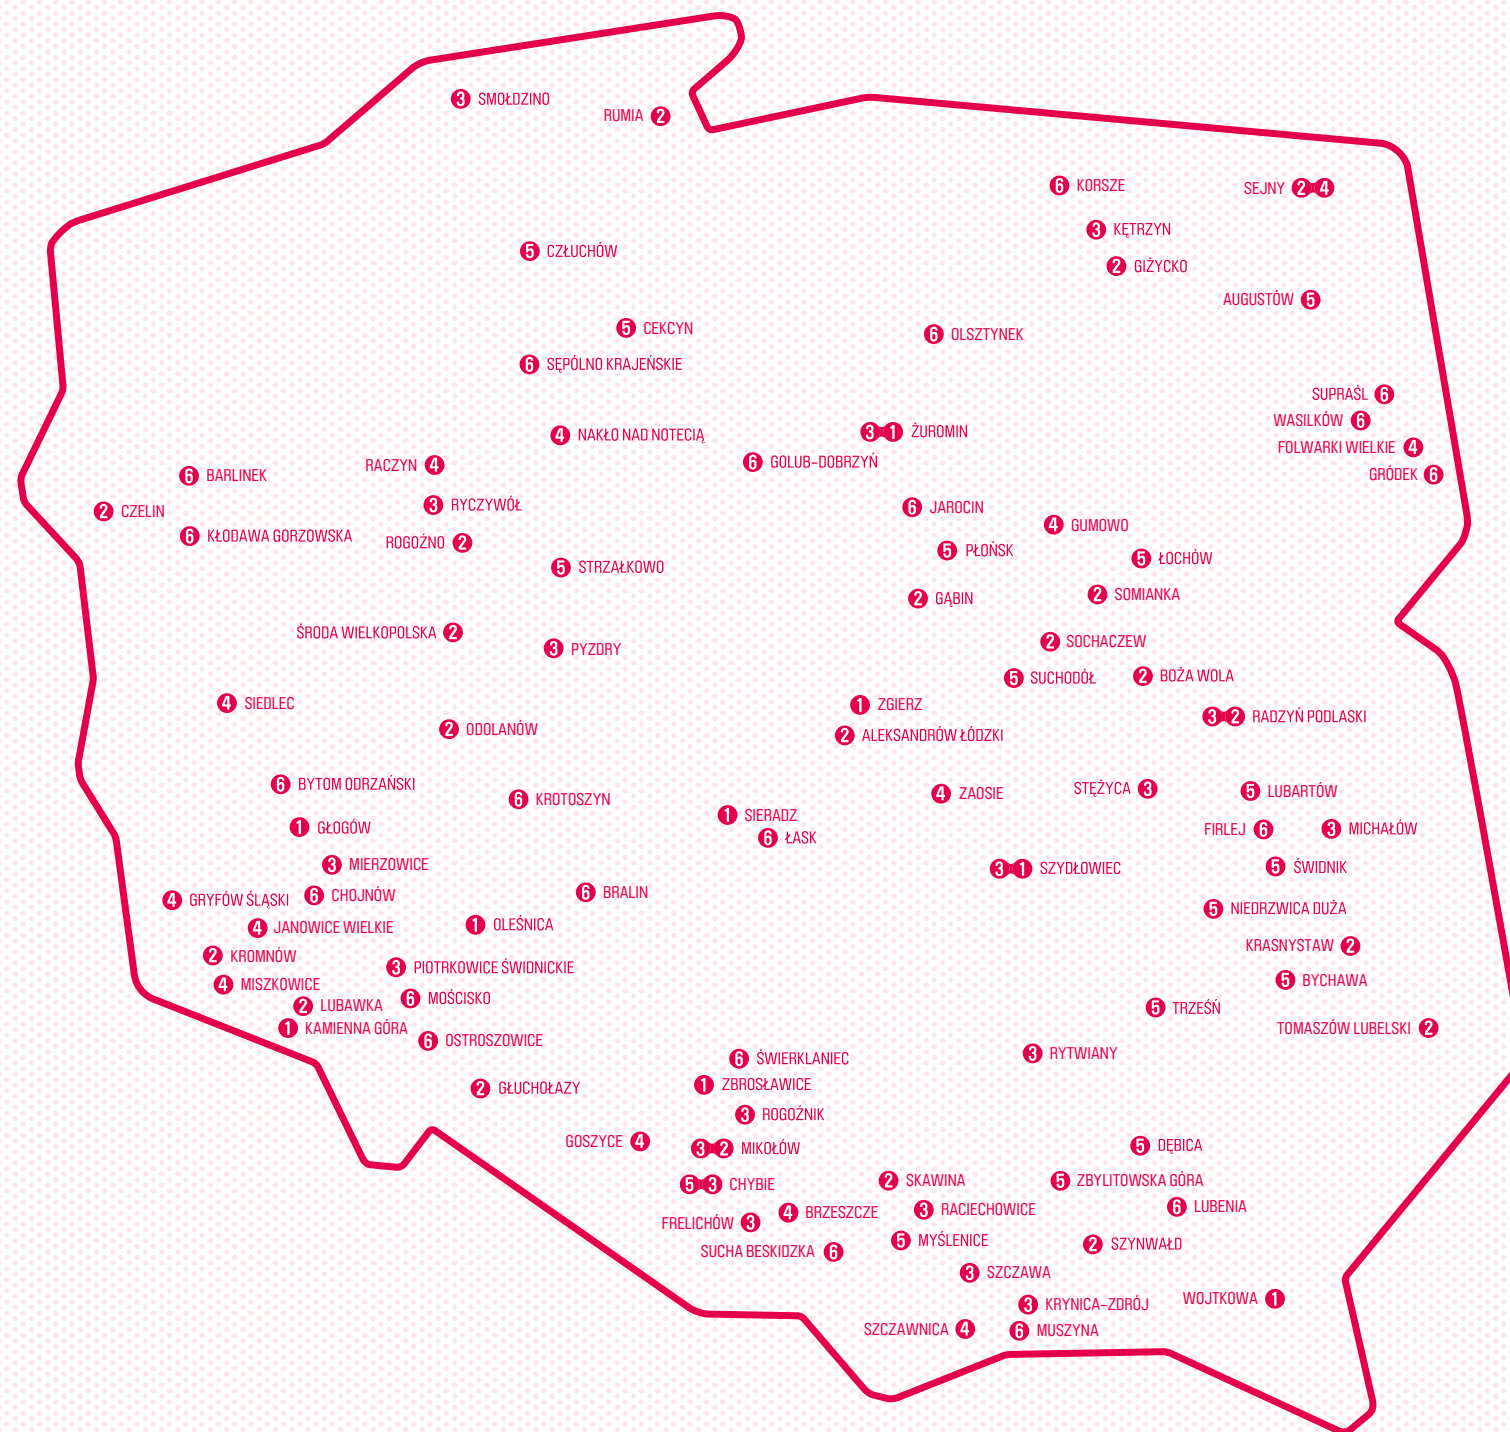 3 SMOŁDZINO
RUMIA 2
6 KORSZE
SEJNY 2 4
3 KĘTRZYN
5 CZŁUCHÓW
2 GIŻYCKO
AUGUSTÓW 5
5 CEKCYN
6 OLSZTYNEK
6 SĘPÓLNO KRAJEŃSKIE
SUPRAŚL 6
WASILKÓW 6
3 1 ŻUROMIN
4 NAKŁO NAD NOTECIĄ
FOLWARKI WIELKIE 4
6 GOLUB-DOBRZYŃ
RACZYN 4
GRÓDEK 6
6 BARLINEK
3 RYCZYWÓŁ
6 JAROCIN
2 CZELIN
4 GUMOWO
6 KŁODAWA GORZOWSKA
ROGOŹNO 2
5 PŁOŃSK
5 ŁOCHÓW
5 STRZAŁKOWO
2 SOMIANKA
2 GĄBIN
ŚRODA WIELKOPOLSKA 2
2 SOCHACZEW
3 PYZDRY
2 BOŻA WOLA
5 SUCHODÓŁ
4 SIEDLEC
1 ZGIERZ
3 2 RADZYŃ PODLASKI
2 ODOLANÓW
2 ALEKSANDRÓW ŁÓDZKI
6 BYTOM ODRZAŃSKI
STĘŻYCA 3
5 LUBARTÓW
4 ZAOSIE
6 KROTOSZYN
1 SIERADZ
1 GŁOGÓW
FIRLEJ 6
3 MICHAŁÓW
6 ŁASK
3 MIERZOWICE
5 ŚWIDNIK
3 1 SZYDŁOWIEC
6 BRALIN
6 CHOJNÓW
4 GRYFÓW ŚLĄSKI
5 NIEDRZWICA DUŻA
1 OLEŚNICA
4 JANOWICE WIELKIE
KRASNYSTAW 2
2 KROMNÓW
3 PIOTRKOWICE ŚWIDNICKIE
5 BYCHAWA
4 MISZKOWICE
6 MOŚCISKO
2 LUBAWKA
5 TRZEŚŃ
1 KAMIENNA GÓRA
TOMASZÓW LUBELSKI 2
6 OSTROSZOWICE
3 RYTWIANY
6 ŚWIERKLANIEC
1 ZBROSŁAWICE
2 GŁUCHOŁAZY
3 ROGOŹNIK
GOSZYCE 4
5 DĘBICA
3 2 MIKOŁÓW
2 SKAWINA
5 ZBYLITOWSKA GÓRA
5 3 CHYBIE
6 LUBENIA
3 RACIECHOWICE
4 BRZESZCZE
FRELICHÓW 3
5 MYŚLENICE
2 SZYNWAŁD
SUCHA BESKIDZKA 6
3 SZCZAWA
WOJTKOWA 1
3 KRYNICA-ZDRÓJ
SZCZAWNICA 4
6 MUSZYNA